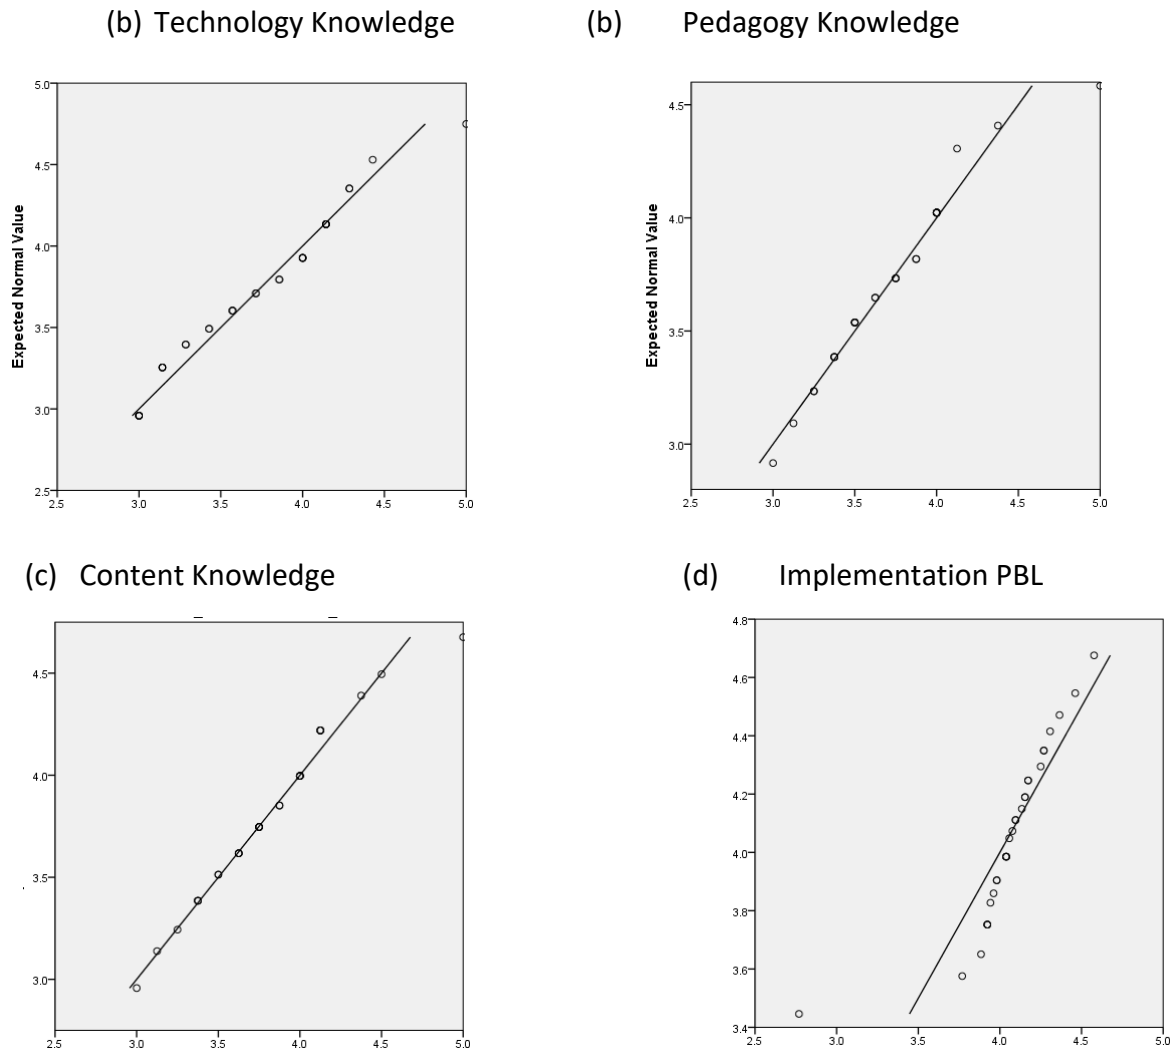 (b) Technology Knowledge
(b) Pedagogy Knowledge
5.0
4.5
4.0
3.5
3.0
2.5
Expected Normal Value
2.5 3.0 3.5 4.0 4.5 5.0
4.5
4.0
3.5
3.0
Expected Normal Value
2.5 3.0 3.5 4.0 4.5 5.0
(c) Content Knowledge
(d) Implementation PBL
4.5
4.0
3.5
3.0
2.5 3.0 3.5 4.0 4.5 5.0
4.8
4.6
4.4
4.2
4.0
3.8
3.6
3.4
2.5 3.0 3.5 4.0 4.5 5.0